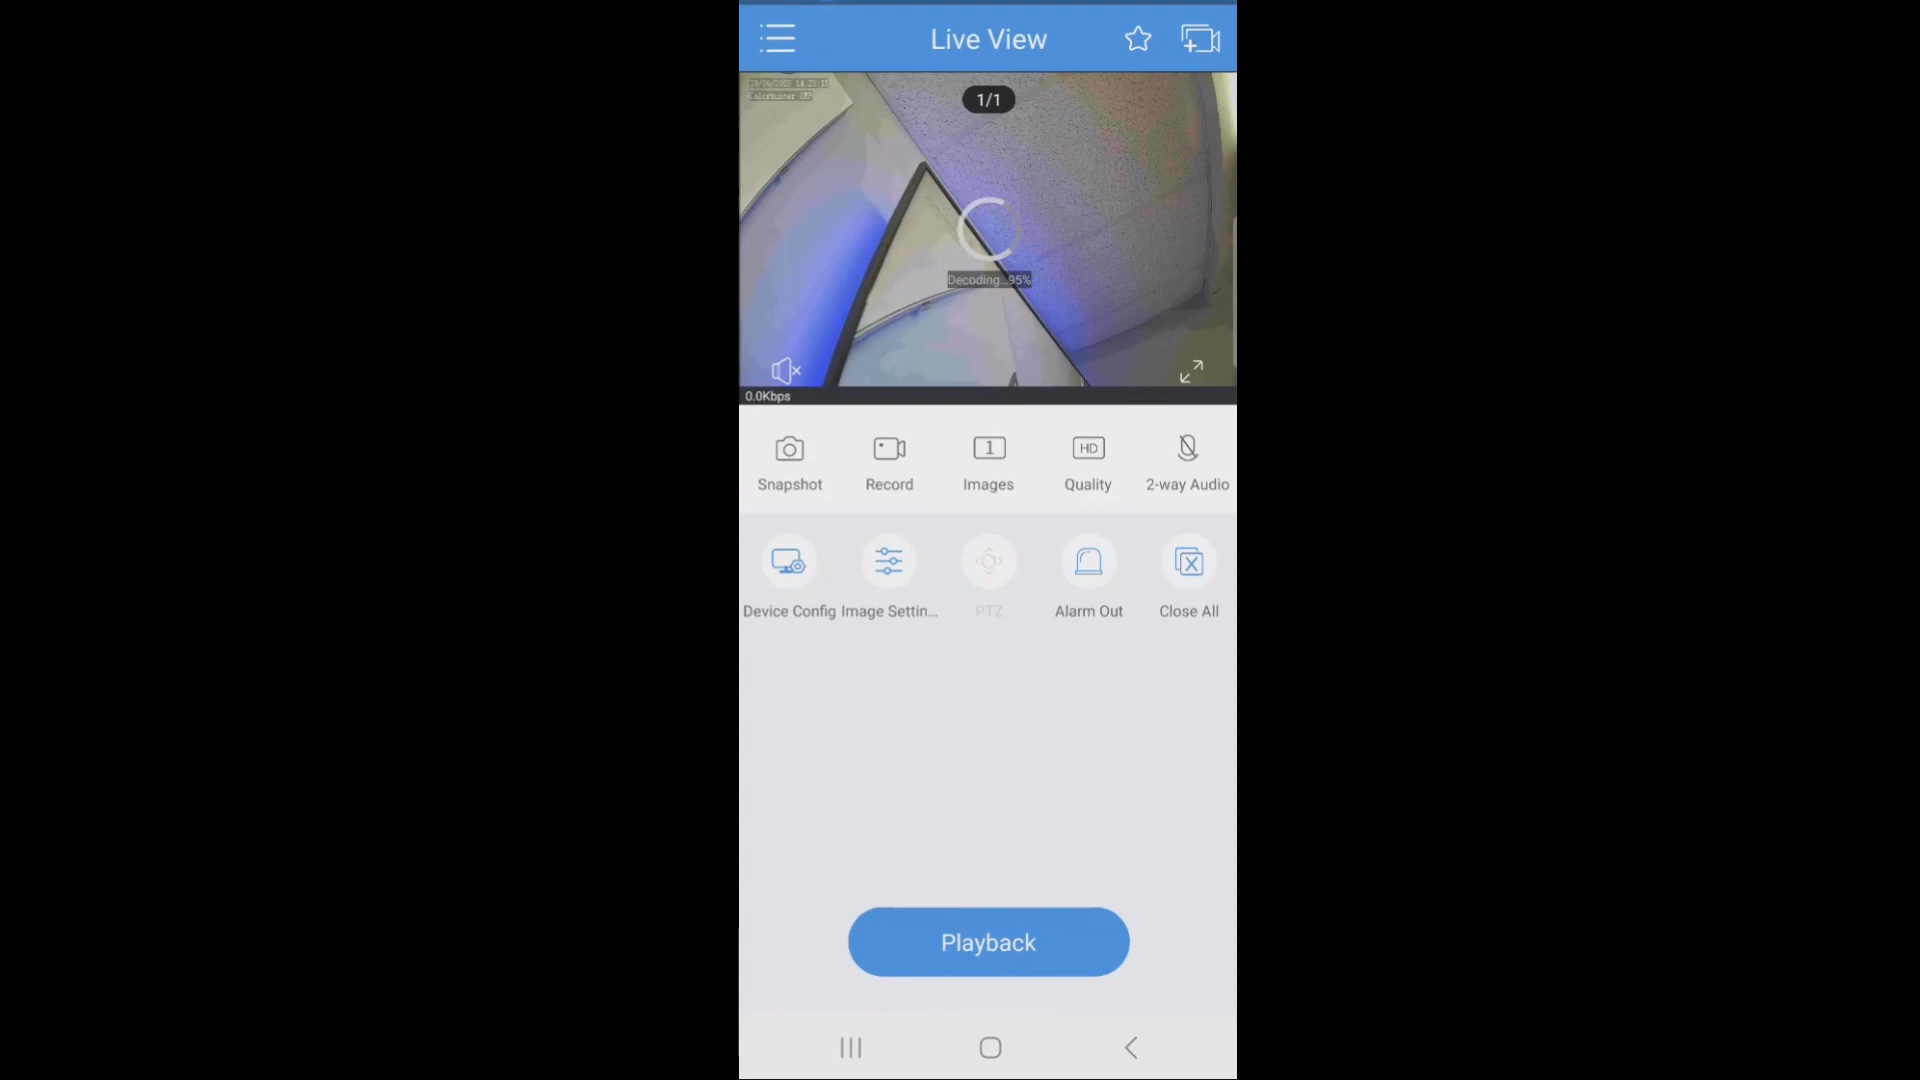 Live View
Colorhunter
1/1
Decoding...95%
0.0Kbps
Snapshot
Record
1
Images
HD
Quality
2-way Audio
Device Config
Image Settin...
PTZ
Alarm Out
Close All
Playback